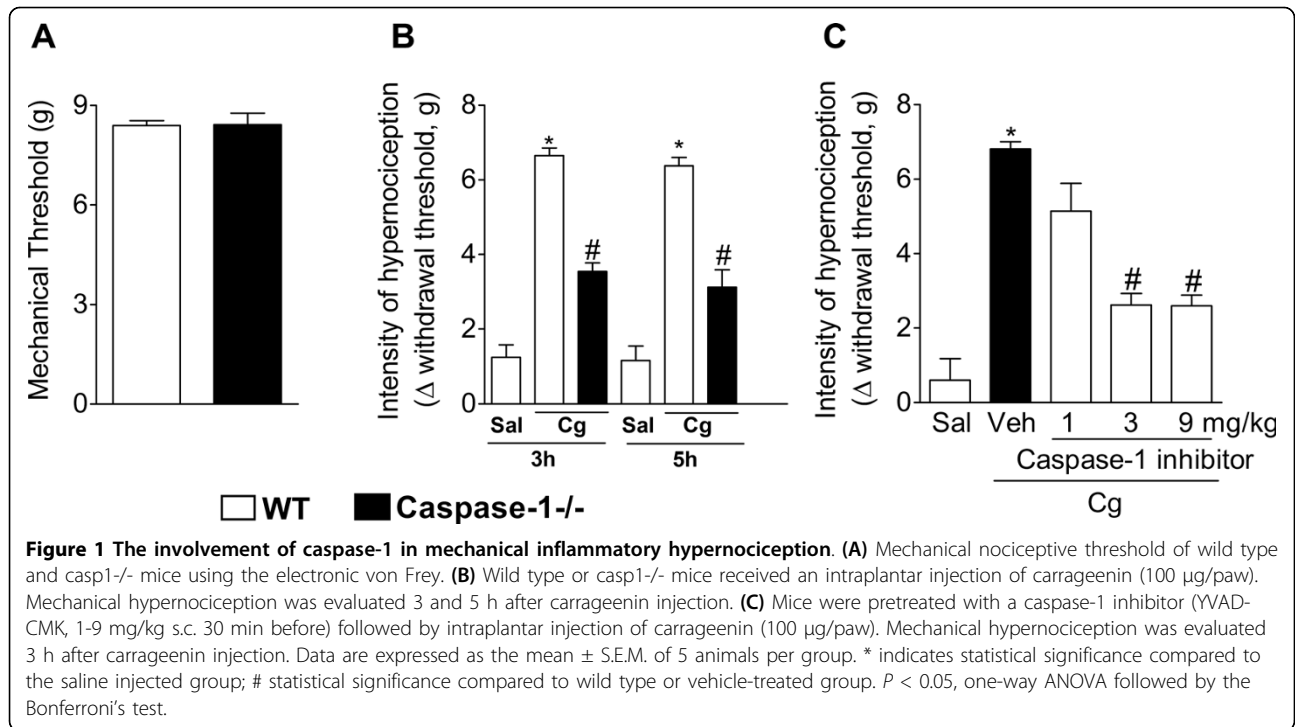 A
B
C
Mechanical Threshold (g)
9
6
3
0
Intensity of hypernociception
(Δ withdrawal threshold, g)
8
6
4
2
0
*
#
*
#
Sal Cg Sal Cg
3h 5h
Intensity of hypernociception
(Δ withdrawal threshold, g)
8
6
4
2
0
*
# #
Sal Veh 1 3 9 mg/kg
Caspase-1 inhibitor
Cg
WT Caspase-1-/-
Figure 1 The involvement of caspase-1 in mechanical inflammatory hypernociception. (A) Mechanical nociceptive threshold of wild type
and casp1-/- mice using the electronic von Frey. (B) Wild type or casp1-/- mice received an intraplantar injection of carrageenin (100 μg/paw).
Mechanical hypernociception was evaluated 3 and 5 h after carrageenin injection. (C) Mice were pretreated with a caspase-1 inhibitor (YVAD-
CMK, 1-9 mg/kg s.c. 30 min before) followed by intraplantar injection of carrageenin (100 μg/paw). Mechanical hypernociception was evaluated
3 h after carrageenin injection. Data are expressed as the mean ± S.E.M. of 5 animals per group. * indicates statistical significance compared to
the saline injected group; # statistical significance compared to wild type or vehicle-treated group. P < 0.05, one-way ANOVA followed by the
Bonferroni's test.